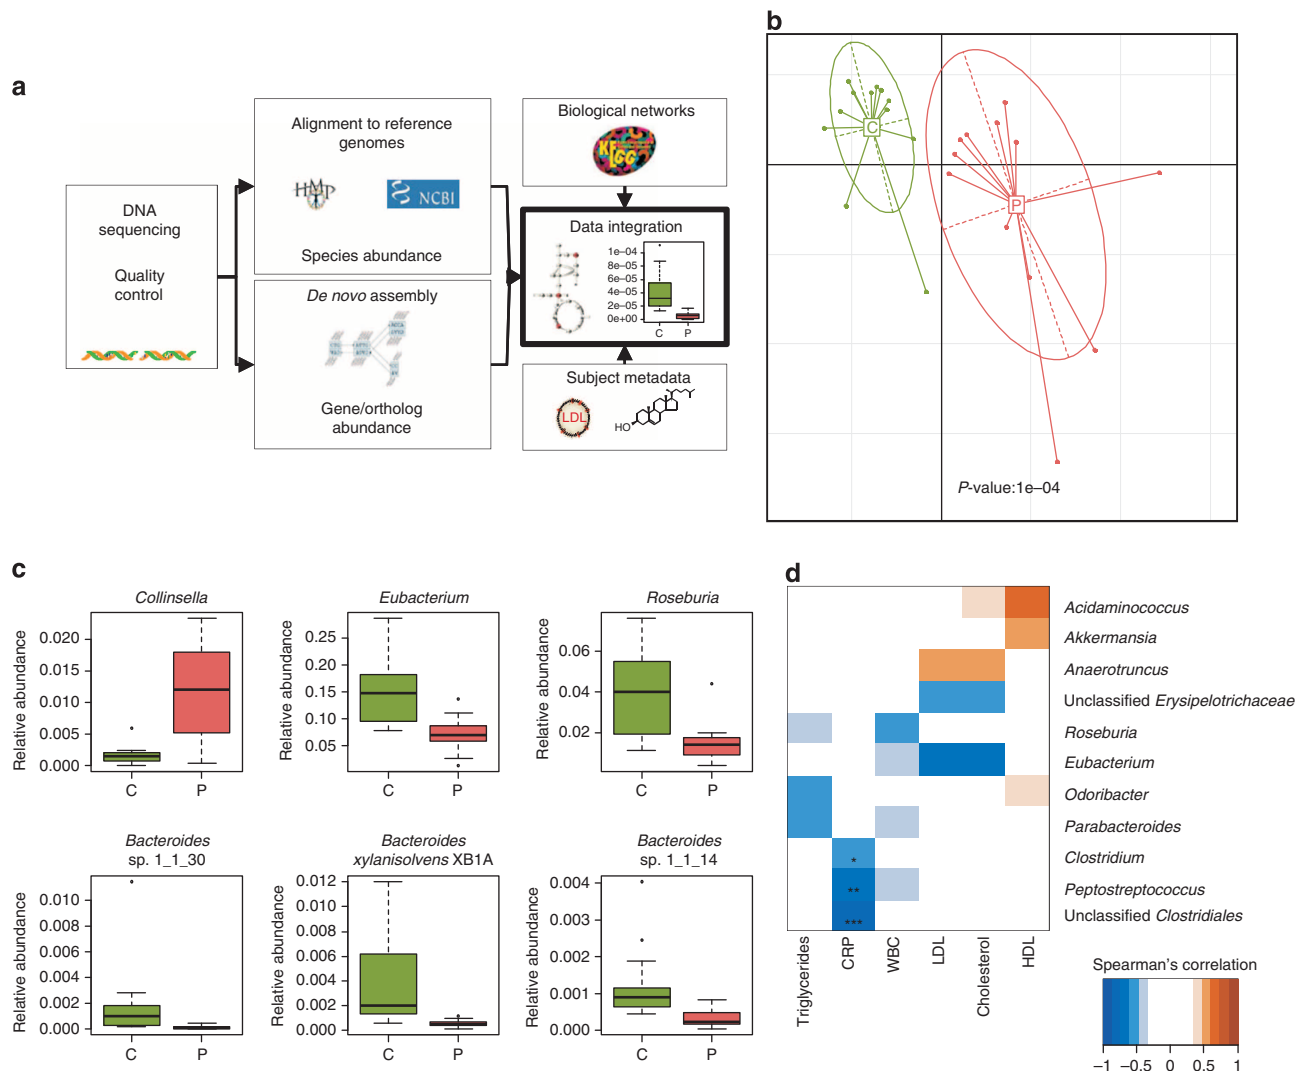 a
DNA
sequencing
Quality
control
Alignment to reference
genomes
HMP
NCBI
Species abundance
De novo assembly
Gene/ortholog
abundance
Biological networks
KEGG
Data integration
1e–04
8e–05
6e–05
4e–05
2e–05
0e+00
C
P
Subject metadata
LDL
HO
b
C
P
P-value:1e–04
c
Collinsella
Relative abundance
0.020
0.015
0.010
0.005
0.000
C
P
Eubacterium
Relative abundance
0.25
0.15
0.10
0.05
C
P
Roseburia
Relative abundance
0.06
0.04
0.02
C
P
Bacteroides
sp. 1_1_30
Relative abundance
0.010
0.008
0.006
0.004
0.002
0.000
C
P
Bacteroides
xylanisolvens XB1A
Relative abundance
0.012
0.010
0.008
0.006
0.004
0.002
0.000
C
P
Bacteroides
sp. 1_1_14
Relative abundance
0.004
0.003
0.002
0.001
0.000
C
P
d
Acidaminococcus
Akkermansia
Anaerotruncus
Unclassified Erysipelotrichaceae
Roseburia
Eubacterium
Odoribacter
Parabacteroides
Clostridium
*
Peptostreptococcus
**
Unclassified Clostridiales
***
Triglycerides
CRP
WBC
LDL
Cholesterol
HDL
Spearman's correlation
–1
–0.5
0
0.5
1